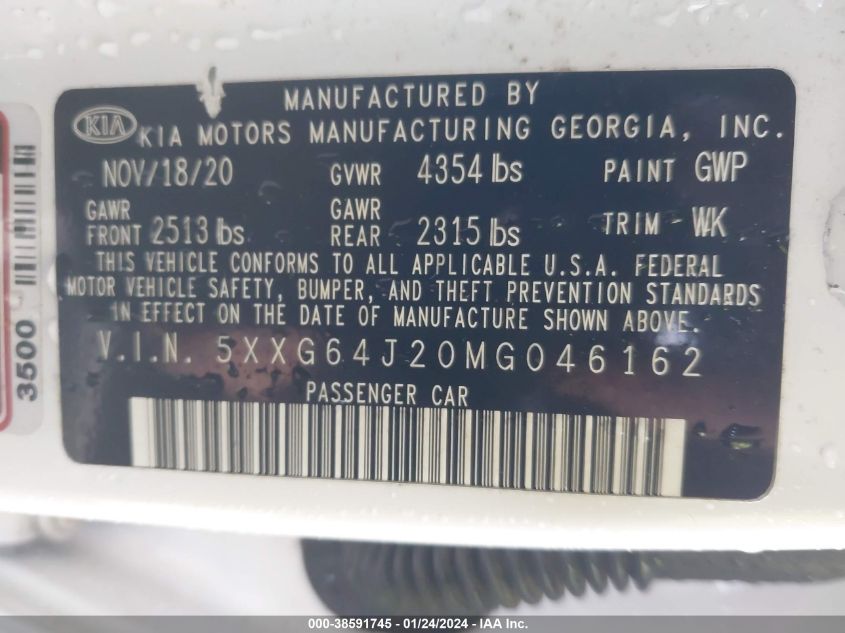 MANUFACTURED BY
KIA KIA MOTORS MANUFACTURING GEORGIA, INC.
NOV/18/20 GVWR 4354 lbs PAINT GWP
GAWR FRONT 2513 lbs GAWR REAR 2315 lbs TRIM - WK
THIS VEHICLE CONFORMS TO ALL APPLICABLE U.S.A. FEDERAL
MOTOR VEHICLE SAFETY, BUMPER, AND THEFT PREVENTION STANDARDS
IN EFFECT ON THE DATE OF MANUFACTURE SHOWN ABOVE.
V.I.N. 5XXG64J20MG046162
PASSENGER CAR
3500
000-38591745 - 01/24/2024 - IAA Inc.